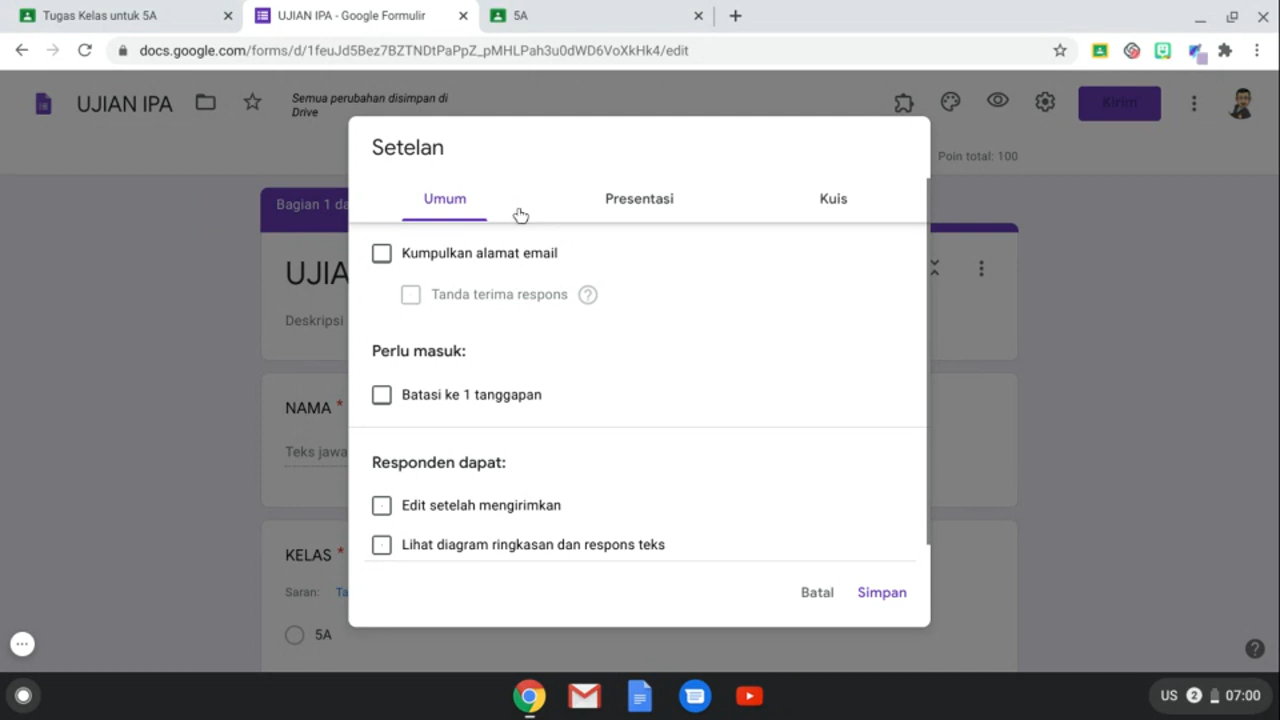 Tugas Kelas untuk 5A
UJIAN IPA - Google Formulir
5A
docs.google.com/forms/d/1feuJd5Bez7BZTNDtPaPpZ_pMHLPah3u0dWD6VoXkHk4/edit
UJIAN IPA
Semua perubahan disimpan di
Drive
Kirim
Poin total: 100
Setelan
Umum
Presentasi
Kuis
Kumpulkan alamat email
Tanda terima respons
Perlu masuk:
Batasi ke 1 tanggapan
Responden dapat:
Edit setelah mengirimkan
Lihat diagram ringkasan dan respons teks
Batal
Simpan
Bagian 1 da
UJIA
Deskripsi
NAMA *
Teks jawa
KELAS *
Saran: Ta
5A
US 2 07:00